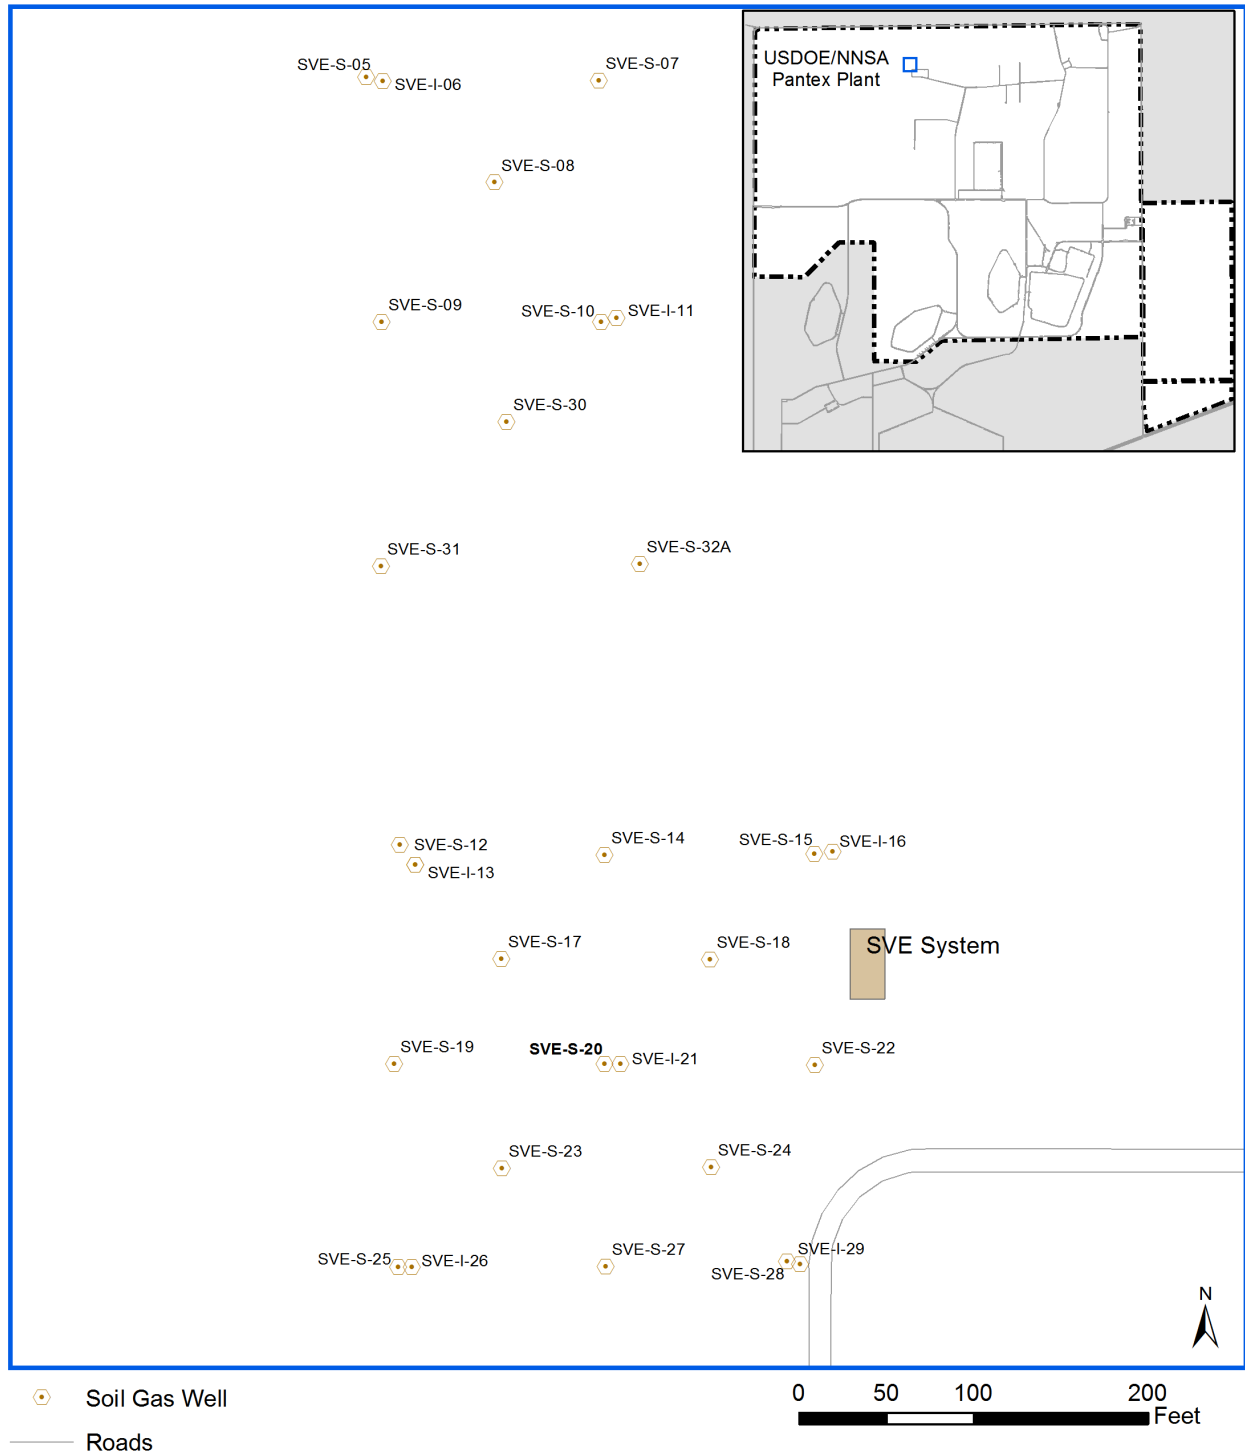 USDOE/NNSA
Pantex Plant
SVE-S-05
SVE-I-06
SVE-S-07
SVE-S-08
SVE-S-09
SVE-S-10
SVE-I-11
SVE-S-30
SVE-S-31
SVE-S-32A
SVE-S-12
SVE-I-13
SVE-S-14
SVE-S-15
SVE-I-16
SVE-S-17
SVE-S-18
SVE System
SVE-S-19
SVE-S-20
SVE-I-21
SVE-S-22
SVE-S-23
SVE-S-24
SVE-S-25
SVE-I-26
SVE-S-27
SVE-S-28
SVE-I-29
N
Soil Gas Well
Roads
0 50 100 200
Feet